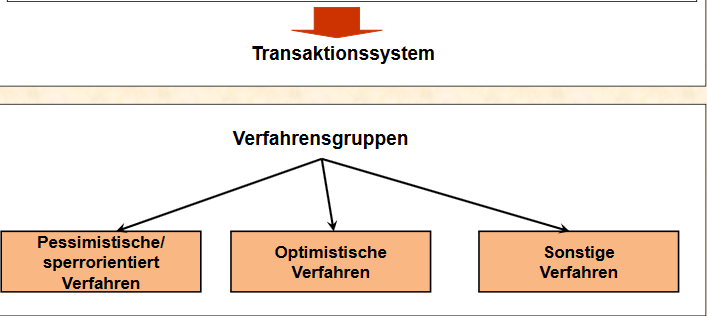 Transaktionssystem
Verfahrensgruppen
Pessimistische/
sperrorientiert
Verfahren
Optimistische
Verfahren
Sonstige
Verfahren